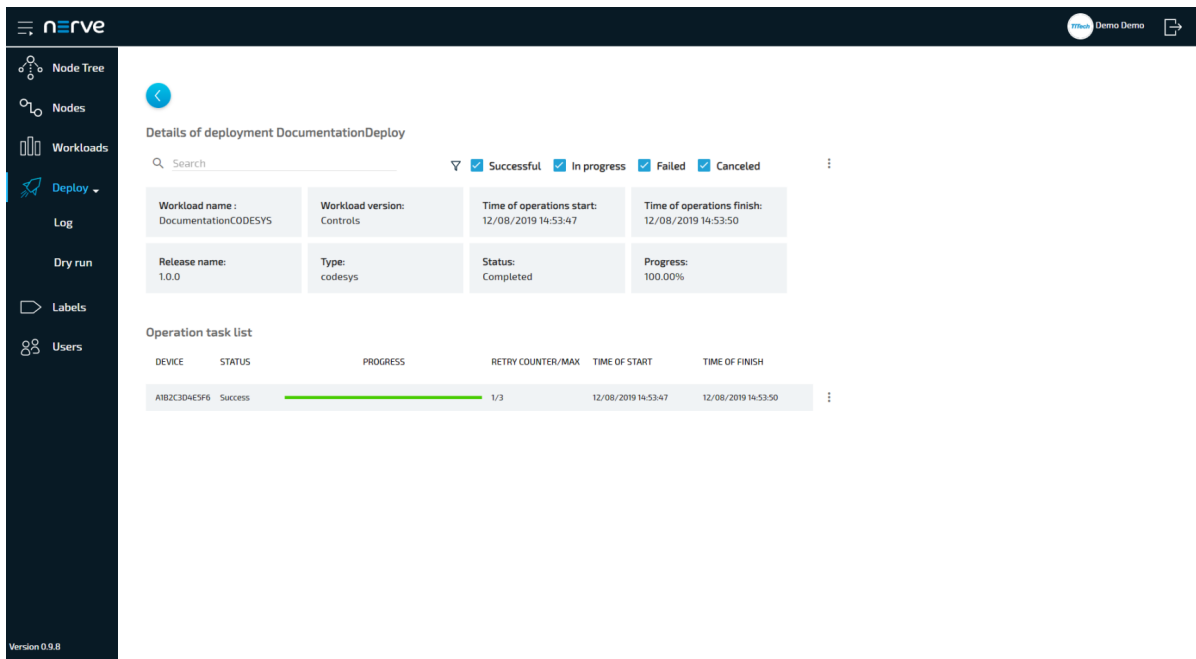 nerve
TTTech
Demo Demo
Node Tree
Nodes
Workloads
Deploy
Log
Dry run
Labels
Users
Version 0.9.8
Details of deployment DocumentationDeploy
Search
Successful In progress Failed Canceled
Workload name : Workload version: Time of operations start: Time of operations finish:
DocumentationCODESYS Controls 12/08/2019 14:53:47 12/08/2019 14:53:50
Release name: Type: Status: Progress:
1.0.0 codesys Completed 100.00%
Operation task list
DEVICE STATUS PROGRESS RETRY COUNTER/MAX TIME OF START TIME OF FINISH
A1B2C3D4E5F6 Success 1/3 12/08/2019 14:53:47 12/08/2019 14:53:50